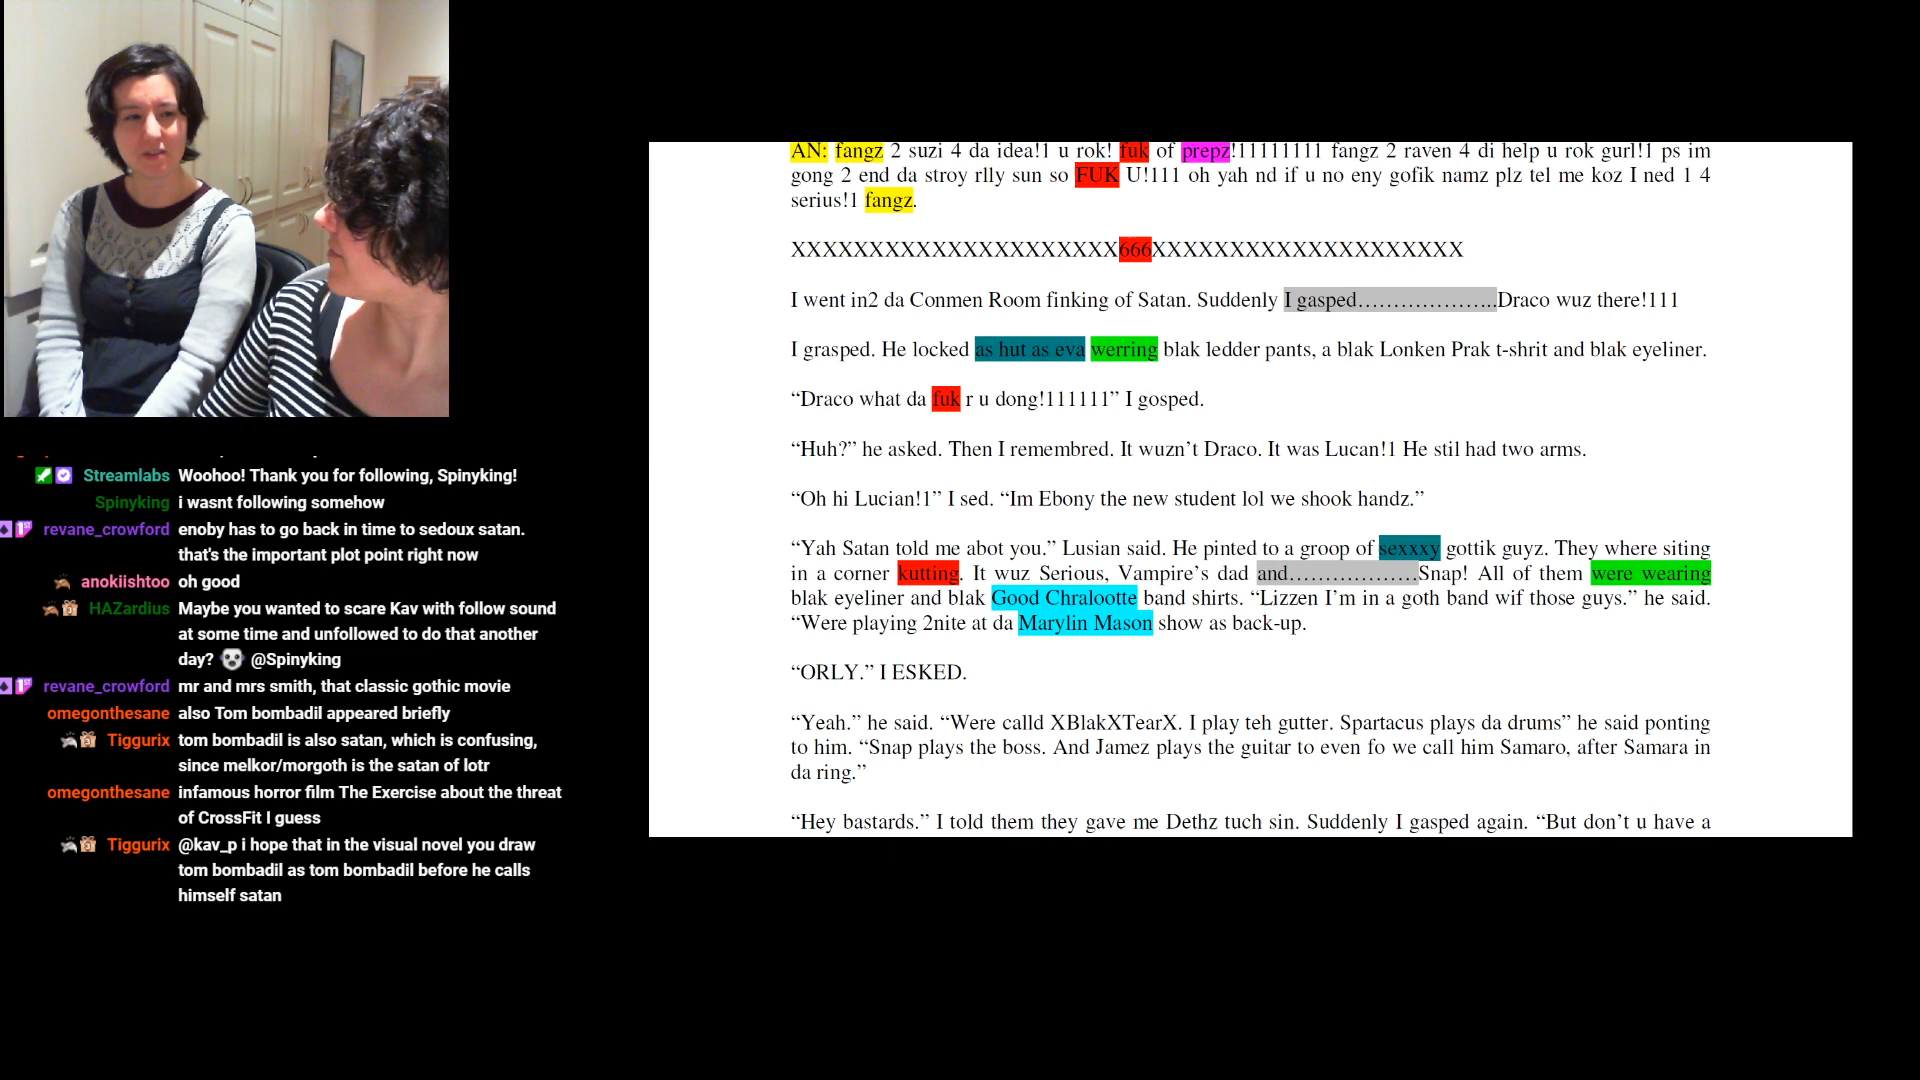 Streamlabs Woohoo! Thank you for following, Spinyking!
Spinyking i wasnt following somehow
revane_crowford enoby has to go back in time to sedoux satan.
that's the important plot point right now
anokiishtoo oh good
HAZardius Maybe you wanted to scare Kav with follow sound
at some time and unfollowed to do that another
day? @Spinyking
revane_crowford mr and mrs smith, that classic gothic movie
omegonthesane also Tom bombadil appeared briefly
Tiggurix tom bombadil is also satan, which is confusing,
since melkor/morgoth is the satan of lotr
omegonthesane infamous horror film The Exercise about the threat
of CrossFit I guess
Tiggurix @kav_p i hope that in the visual novel you draw
tom bombadil as tom bombadil before he calls
himself satan
AN: fangz 2 suzi 4 da idea!1 u rok! fuk of prepz!11111111 fangz 2 raven 4 di help u rok gurl!1 ps im
gong 2 end da stroy rlly sun so FUK U!111 oh yah nd if u no eny gofik namz plz tel me koz I ned 1 4
serius!1 fangz.
XXXXXXXXXXXXXXXXXXXXX666XXXXXXXXXXXXXXXXXXXX
I went in2 da Conmen Room finking of Satan. Suddenly I gasped………………..Draco wuz there!111
I grasped. He locked as hut as eva werring blak ledder pants, a blak Lonken Prak t-shrit and blak eyeliner.
“Draco what da fuk r u dong!111111” I gosped.
“Huh?” he asked. Then I remembred. It wuzn’t Draco. It was Lucan!1 He stil had two arms.
“Oh hi Lucian!1” I sed. “Im Ebony the new student lol we shook handz.”
“Yah Satan told me abot you.” Lusian said. He pinted to a groop of sexxxy gottik guyz. They where siting
in a corner kutting. It wuz Serious, Vampire’s dad and………………Snap! All of them were wearing
blak eyeliner and blak Good Chralootte band shirts. “Lizzen I’m in a goth band wif those guys.” he said.
“Were playing 2nite at da Marylin Mason show as back-up.
“ORLY.” I ESKED.
“Yeah.” he said. “Were calld XBlakXTearX. I play teh gutter. Spartacus plays da drums” he said ponting
to him. “Snap plays the boss. And Jamez plays the guitar to even fo we call him Samaro, after Samara in
da ring.”
“Hey bastards.” I told them they gave me Dethz tuch sin. Suddenly I gasped again. “But don’t u have a